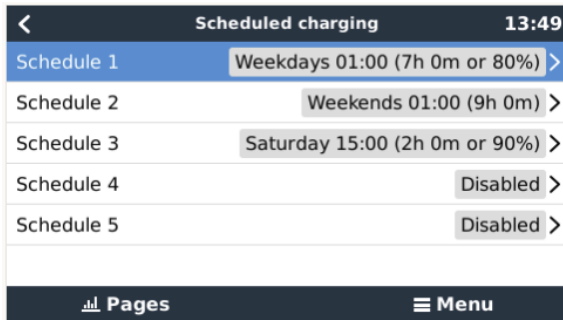 Scheduled charging 13:49
Schedule 1 Weekdays 01:00 (7h 0m or 80%)
Schedule 2 Weekends 01:00 (9h 0m)
Schedule 3 Saturday 15:00 (2h 0m or 90%)
Schedule 4 Disabled
Schedule 5 Disabled
Pages Menu